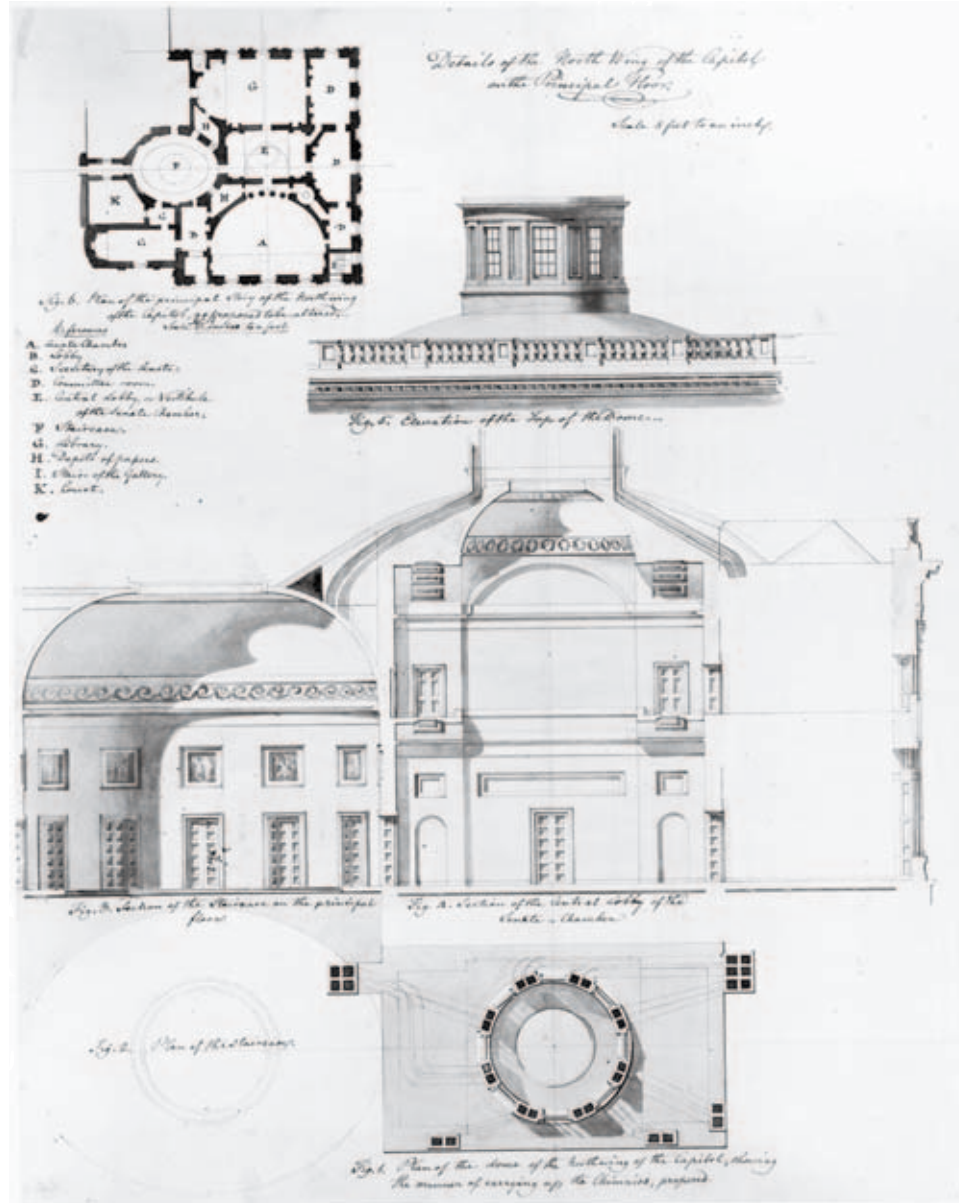 Details of the North Wing of the Capitol
on the Principal Floor.
Scale 4 feet to an inch.
G
D
H
E
D
F
K
H
D
G
D
A
G
Fig. 6. Plan of the principal Story of the North wing
of the Capitol, as proposed to be altered.
References
A. Senate Chamber
B. Lobby
C. Secretary of the Senate.
D. Committee room.
E. Central Lobby, or Vestibule
of the Senate Chamber.
F Staircase.
G. Library.
H. Depots of papers.
I. Stairs of the Gallery.
K. Court.
Elevation of the Top of the Dome.
Fig. 3. Section of the Staircase on the principal
floor
Fig. 4. Section of the Central Lobby of the
Senate-Chamber
Fig. 2. Plan of the Staircase.
Fig. 1. Plan of the dome of the North wing of the Capitol, shewing
the manner of carrying up the Chimnies, proposed.